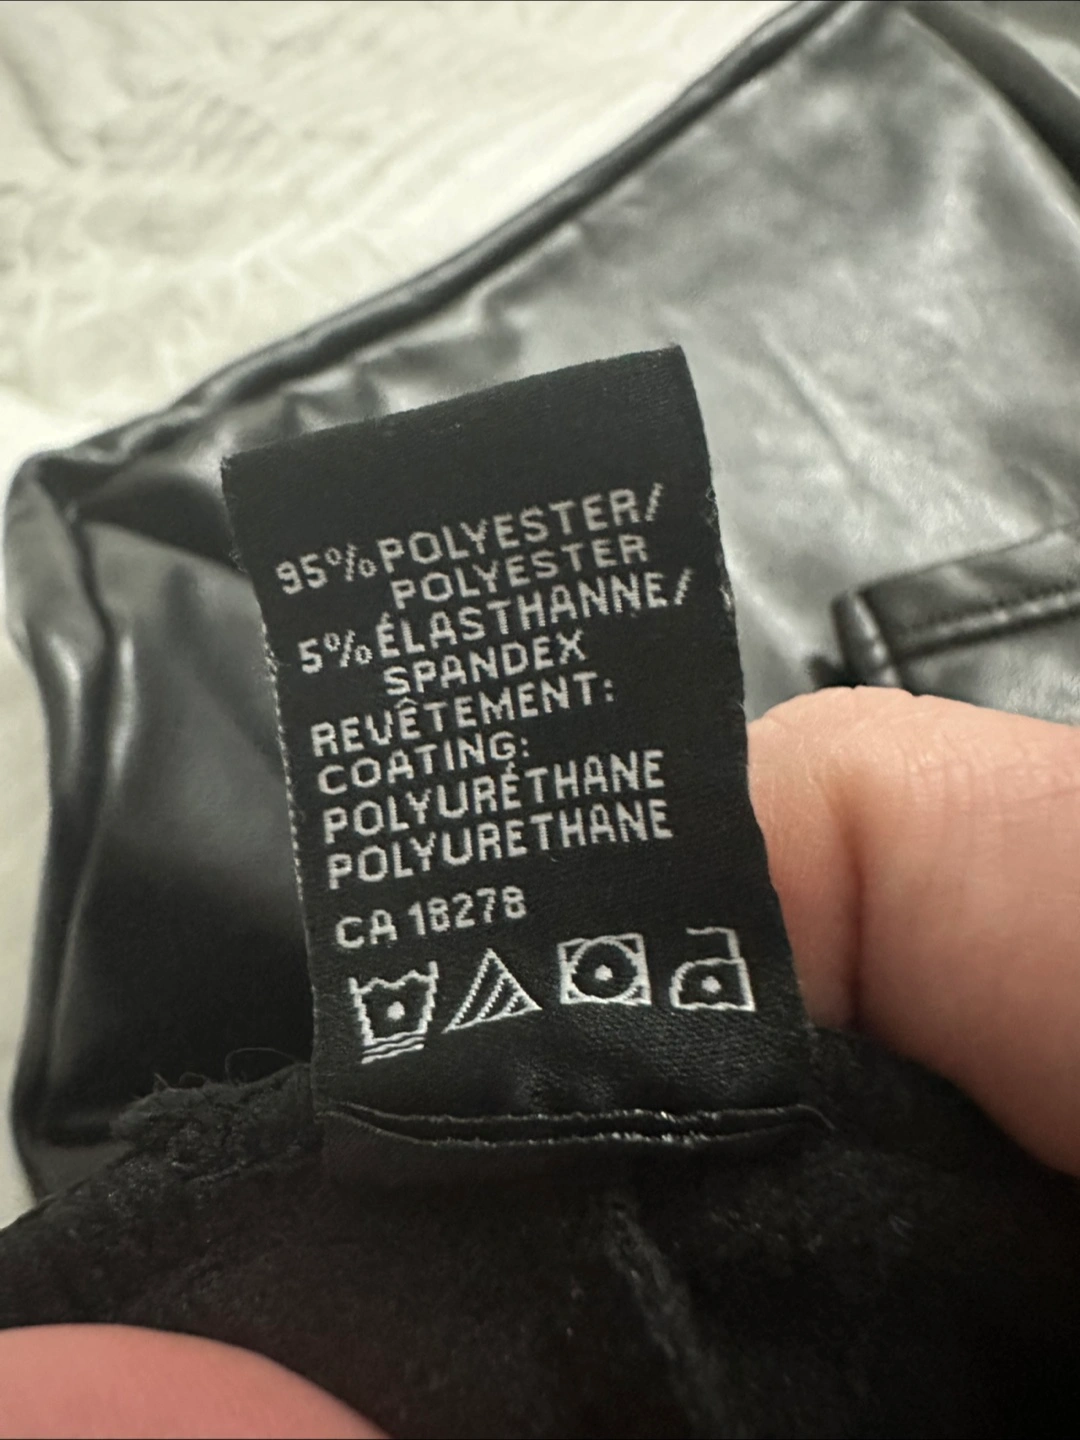 95% POLYESTER/
POLYESTER
5% ÉLASTHANNE/
SPANDEX
REVÊTEMENT:
COATING:
POLYURÉTHANE
POLYURETHANE
CA 18278